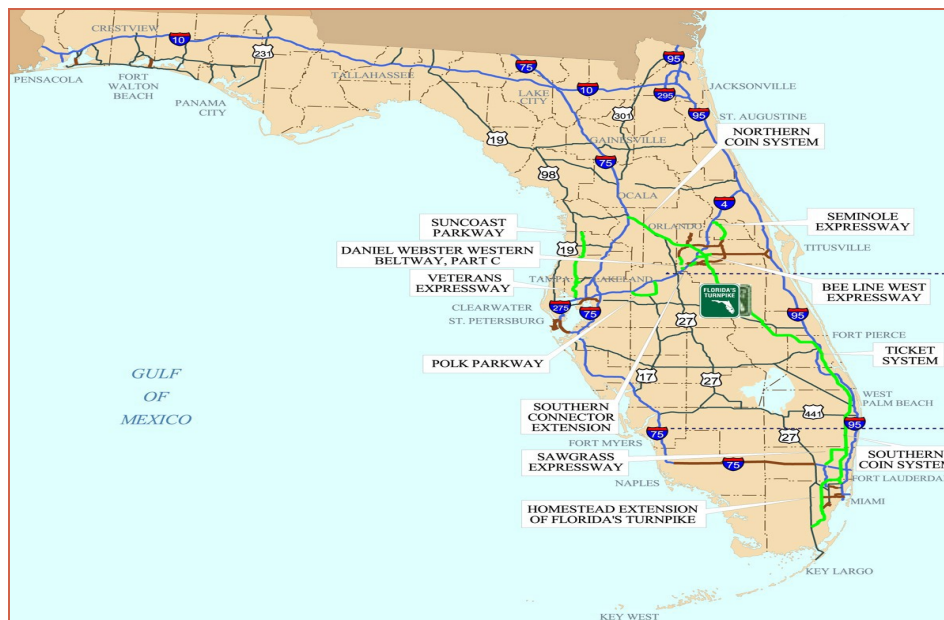 CRESTVIEW
10
231
PENSACOLA
FORT
WALTON
BEACH
PANAMA
CITY
TALLAHASSEE
75
LAKE
CITY
10
95
295
JACKSONVILLE
301
95
ST. AUGUSTINE
19
GAINESVILLE
NORTHERN
COIN SYSTEM
98
75
OCALA
4
SUNCOAST
PARKWAY
ORLANDO
SEMINOLE
EXPRESSWAY
19
DANIEL WEBSTER WESTERN
BELTWAY, PART C
TITUSVILLE
VETERANS
EXPRESSWAY
TAMPA
LAKELAND
BEE LINE WEST
EXPRESSWAY
FLORIDA'S
TURNPIKE
CLEARWATER
275
75
ST. PETERSBURG
27
95
FORT PIERCE
POLK PARKWAY
TICKET
SYSTEM
GULF
OF
MEXICO
17
27
WEST
PALM BEACH
SOUTHERN
CONNECTOR
EXTENSION
441
95
75
27
FORT MYERS
SAWGRASS
EXPRESSWAY
75
SOUTHERN
COIN SYSTEM
FORT LAUDERDA
NAPLES
MIAMI
HOMESTEAD EXTENSION
OF FLORIDA'S TURNPIKE
KEY LARGO
KEY WEST